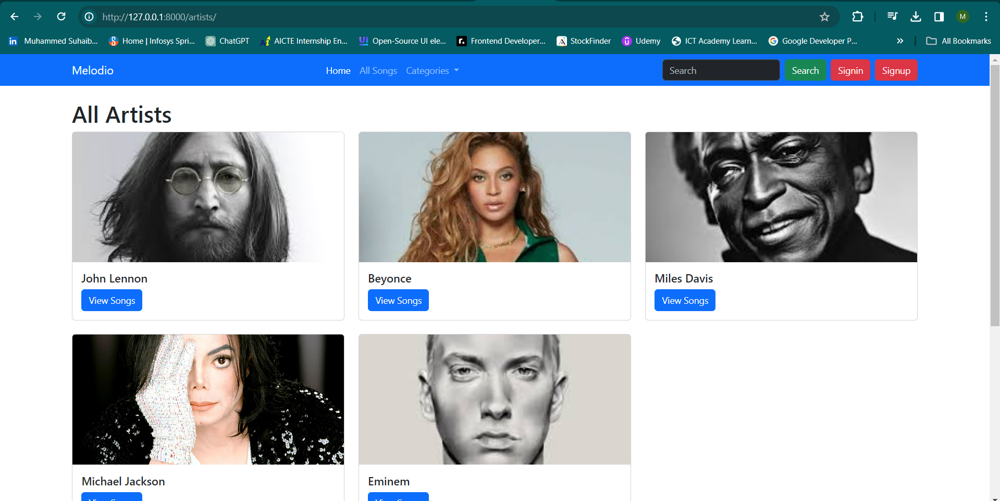 http://127.0.0.1:8000/artists/
M
Muhammed Suhaib... Home | Infosys Spri... ChatGPT AICTE Internship En... Open-Source UI ele... Frontend Developer... StockFinder Udemy ICT Academy Learn... Google Developer P... » All Bookmarks
Melodio Home All Songs Categories Search Search Signin Signup
All Artists
John Lennon
View Songs
Beyonce
View Songs
Miles Davis
View Songs
Michael Jackson
Eminem